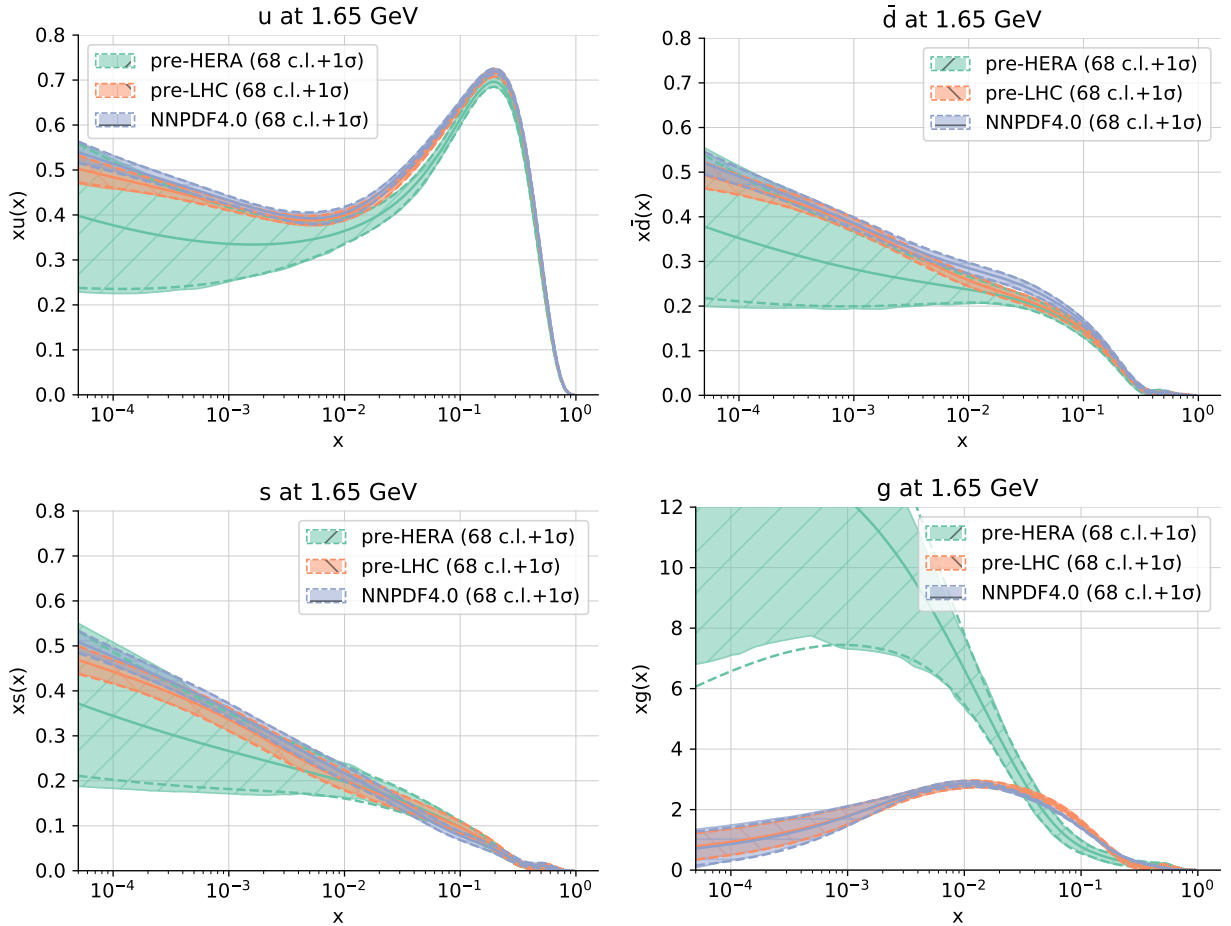 u at 1.65 GeV
0.8
0.7
0.6
0.5
0.4
0.3
0.2
0.1
0.0
xu(x)
pre-HERA (68 c.l.+1σ)
pre-LHC (68 c.l.+1σ)
NNPDF4.0 (68 c.l.+1σ)
10⁻⁴ 10⁻³ 10⁻² 10⁻¹ 10⁰
x
d̄ at 1.65 GeV
0.8
0.7
0.6
0.5
0.4
0.3
0.2
0.1
0.0
xd̄(x)
pre-HERA (68 c.l.+1σ)
pre-LHC (68 c.l.+1σ)
NNPDF4.0 (68 c.l.+1σ)
10⁻⁴ 10⁻³ 10⁻² 10⁻¹ 10⁰
x
s at 1.65 GeV
0.8
0.7
0.6
0.5
0.4
0.3
0.2
0.1
0.0
xs(x)
pre-HERA (68 c.l.+1σ)
pre-LHC (68 c.l.+1σ)
NNPDF4.0 (68 c.l.+1σ)
10⁻⁴ 10⁻³ 10⁻² 10⁻¹ 10⁰
x
g at 1.65 GeV
12
10
8
6
4
2
0
xg(x)
pre-HERA (68 c.l.+1σ)
pre-LHC (68 c.l.+1σ)
NNPDF4.0 (68 c.l.+1σ)
10⁻⁴ 10⁻³ 10⁻² 10⁻¹ 10⁰
x